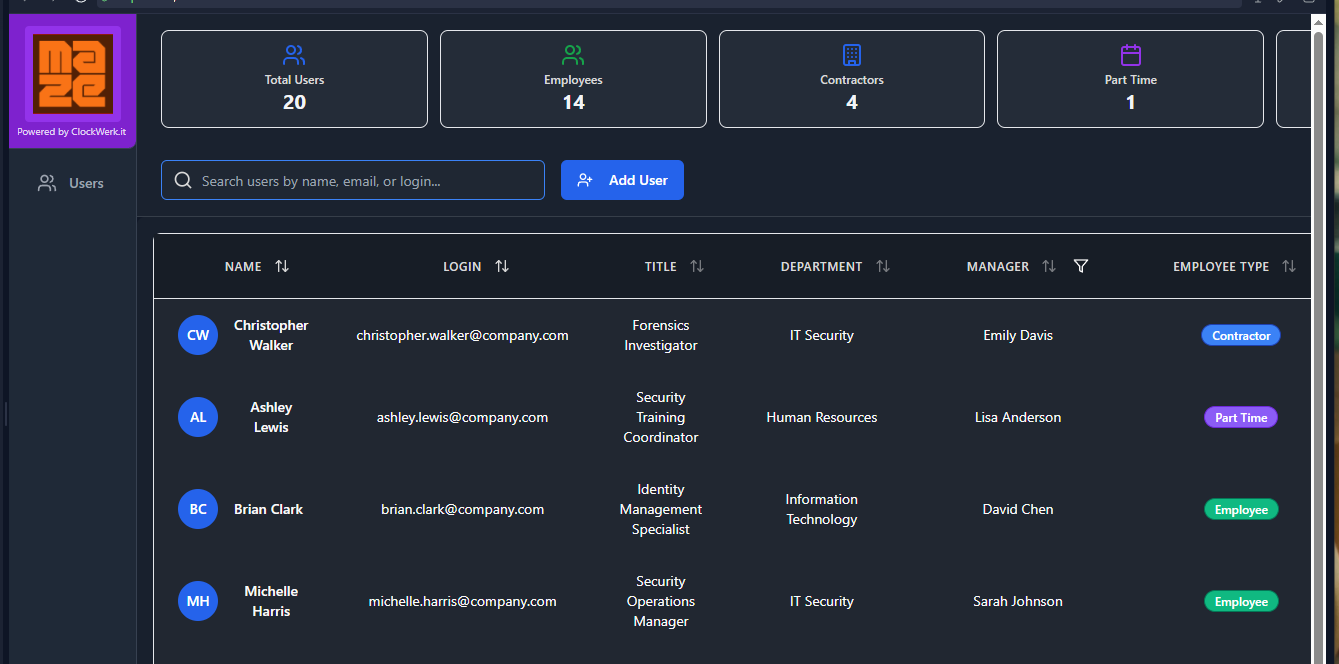 maze
Powered by ClockWerk.it
Users
Total Users
20
Employees
14
Contractors
4
Part Time
1
Search users by name, email, or login...
Add User
NAME LOGIN TITLE DEPARTMENT MANAGER EMPLOYEE TYPE
CW
Christopher
Walker
christopher.walker@company.com
Forensics
Investigator
IT Security
Emily Davis
Contractor
AL
Ashley
Lewis
ashley.lewis@company.com
Security
Training
Coordinator
Human Resources
Lisa Anderson
Part Time
BC
Brian Clark
brian.clark@company.com
Identity
Management
Specialist
Information
Technology
David Chen
Employee
MH
Michelle
Harris
michelle.harris@company.com
Security
Operations
Manager
IT Security
Sarah Johnson
Employee